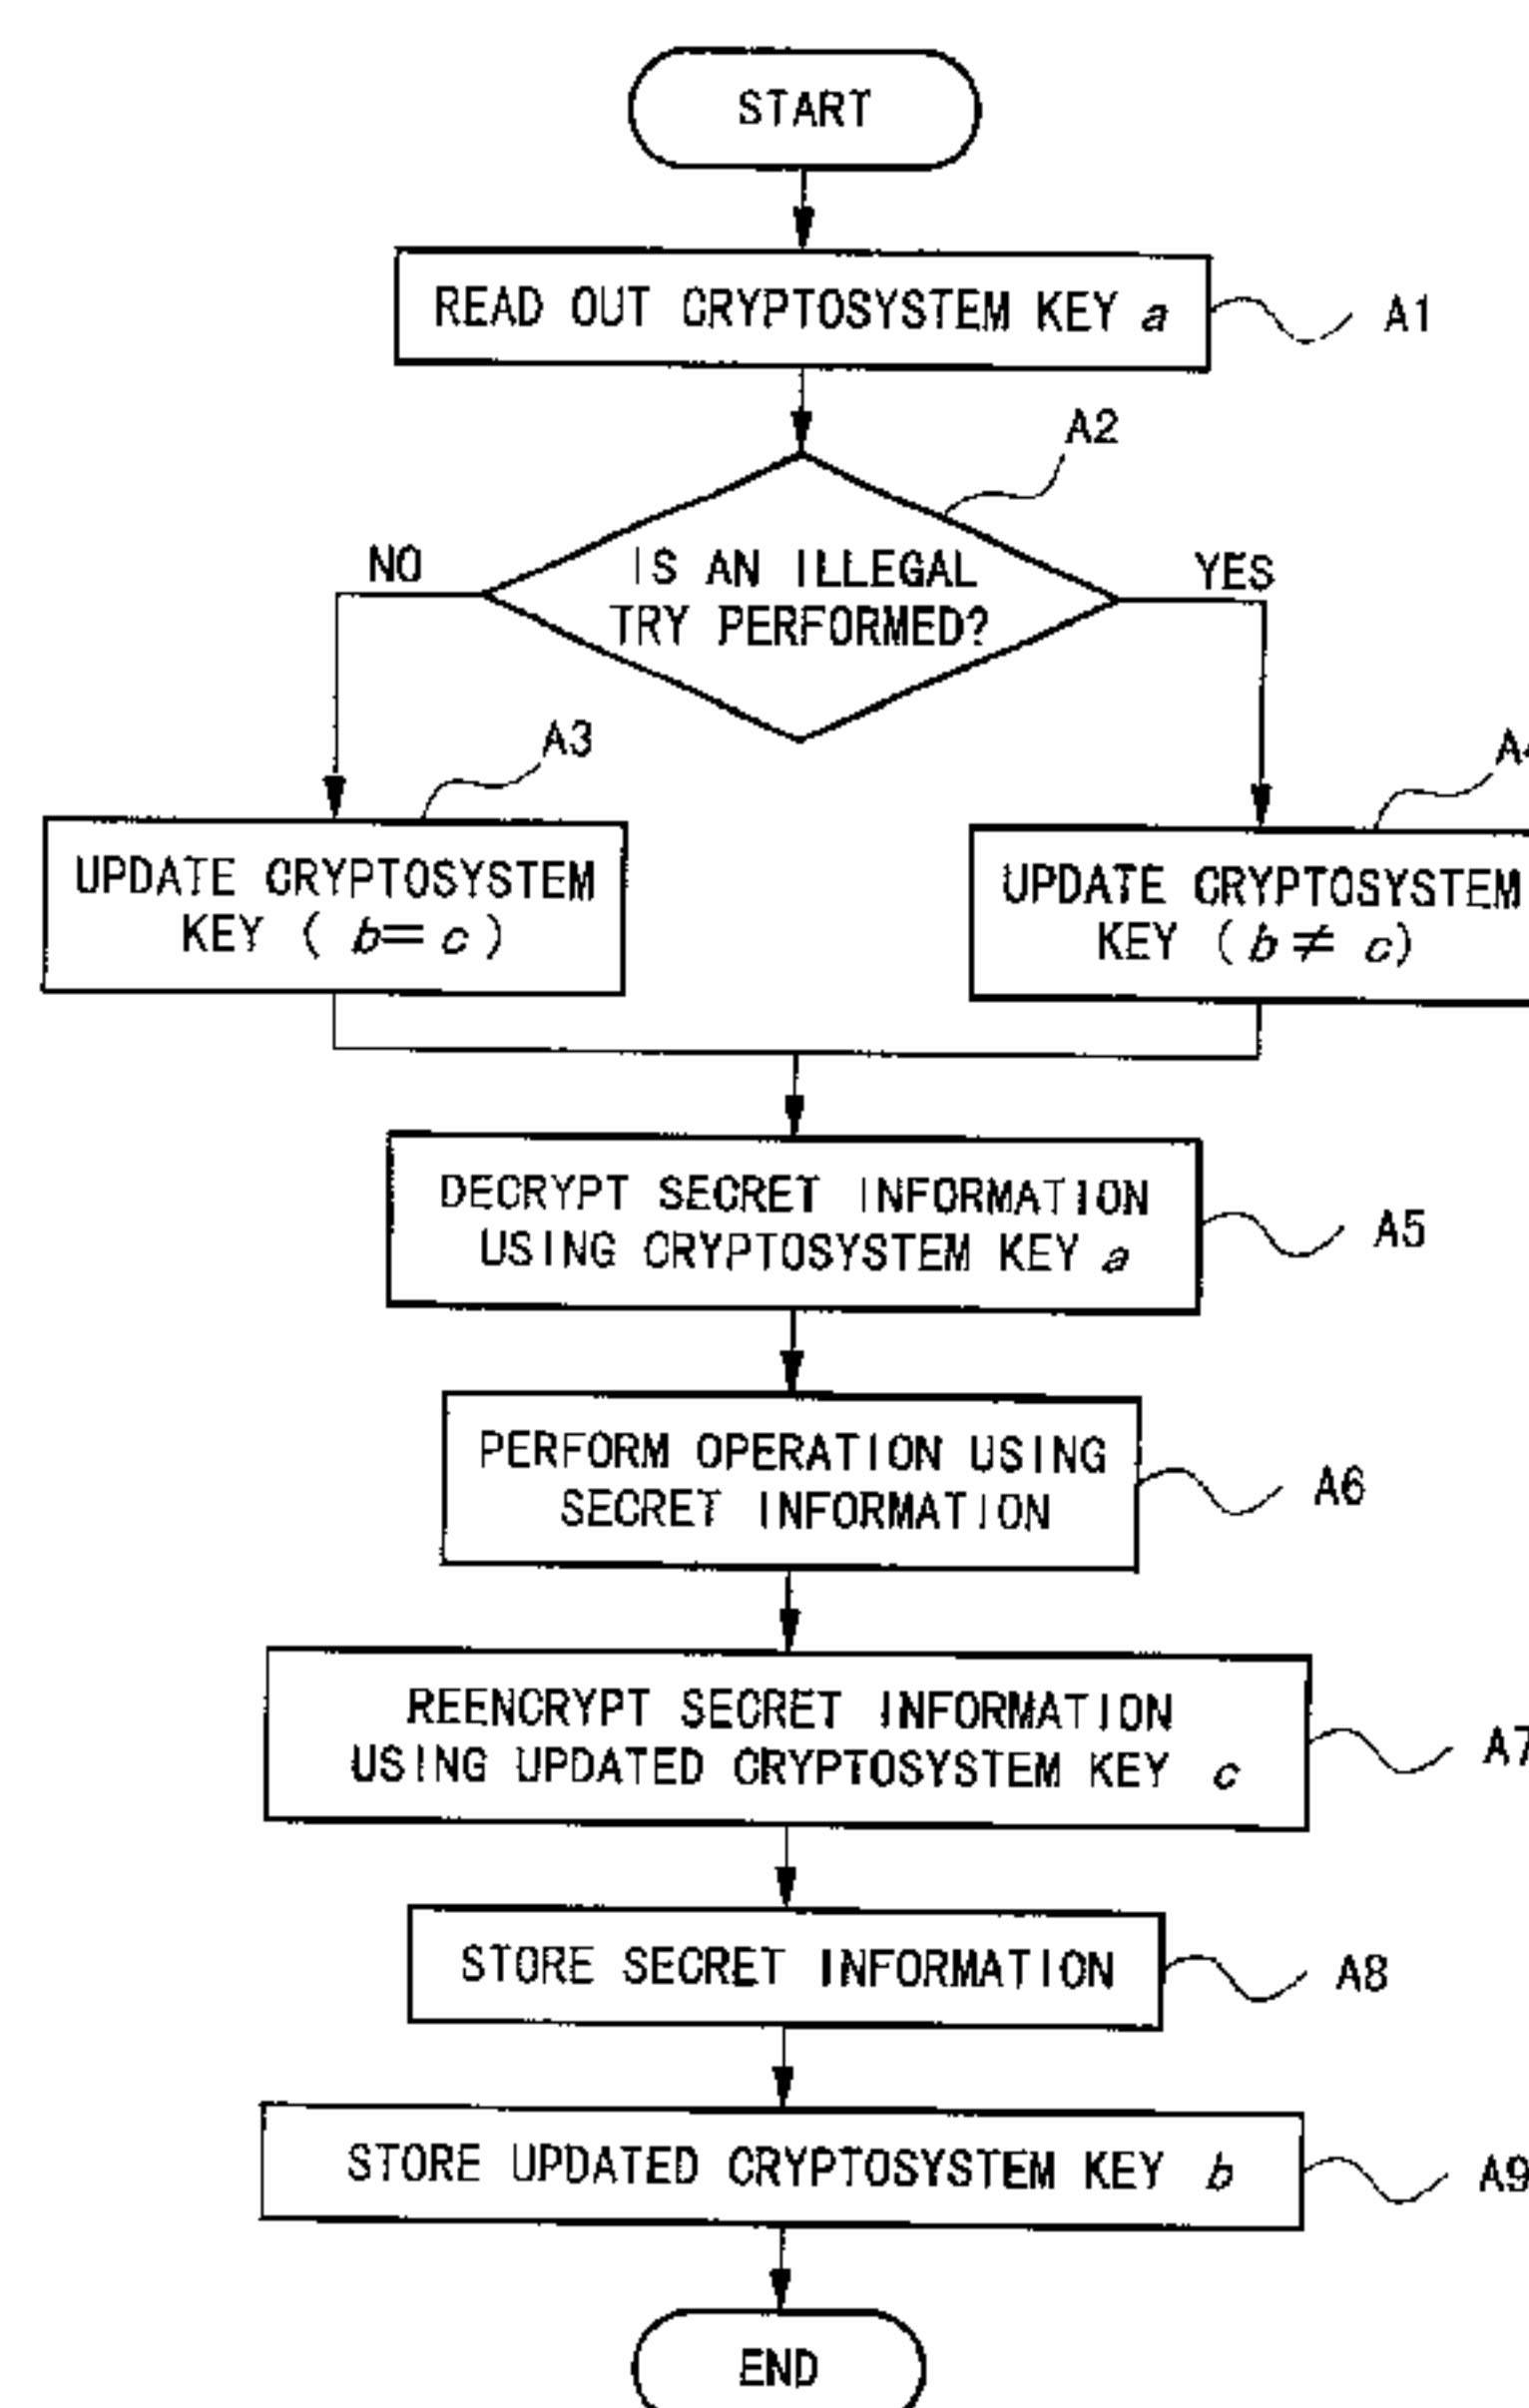 START
READ OUT CRYPTOSYSTEM KEY a
A1
A2
NO
IS AN ILLEGAL
TRY PERFORMED?
YES
A3
UPDATE CRYPTOSYSTEM
KEY ( b= c )
UPDATE CRYPTOSYSTEM
KEY ( b ≠ c )
DECRYPT SECRET INFORMATION
USING CRYPTOSYSTEM KEY a
A5
PERFORM OPERATION USING
SECRET INFORMATION
A6
REENCRYPT SECRET INFORMATION
USING UPDATED CRYPTOSYSTEM KEY c
A7
STORE SECRET INFORMATION
A8
STORE UPDATED CRYPTOSYSTEM KEY b
A9
END